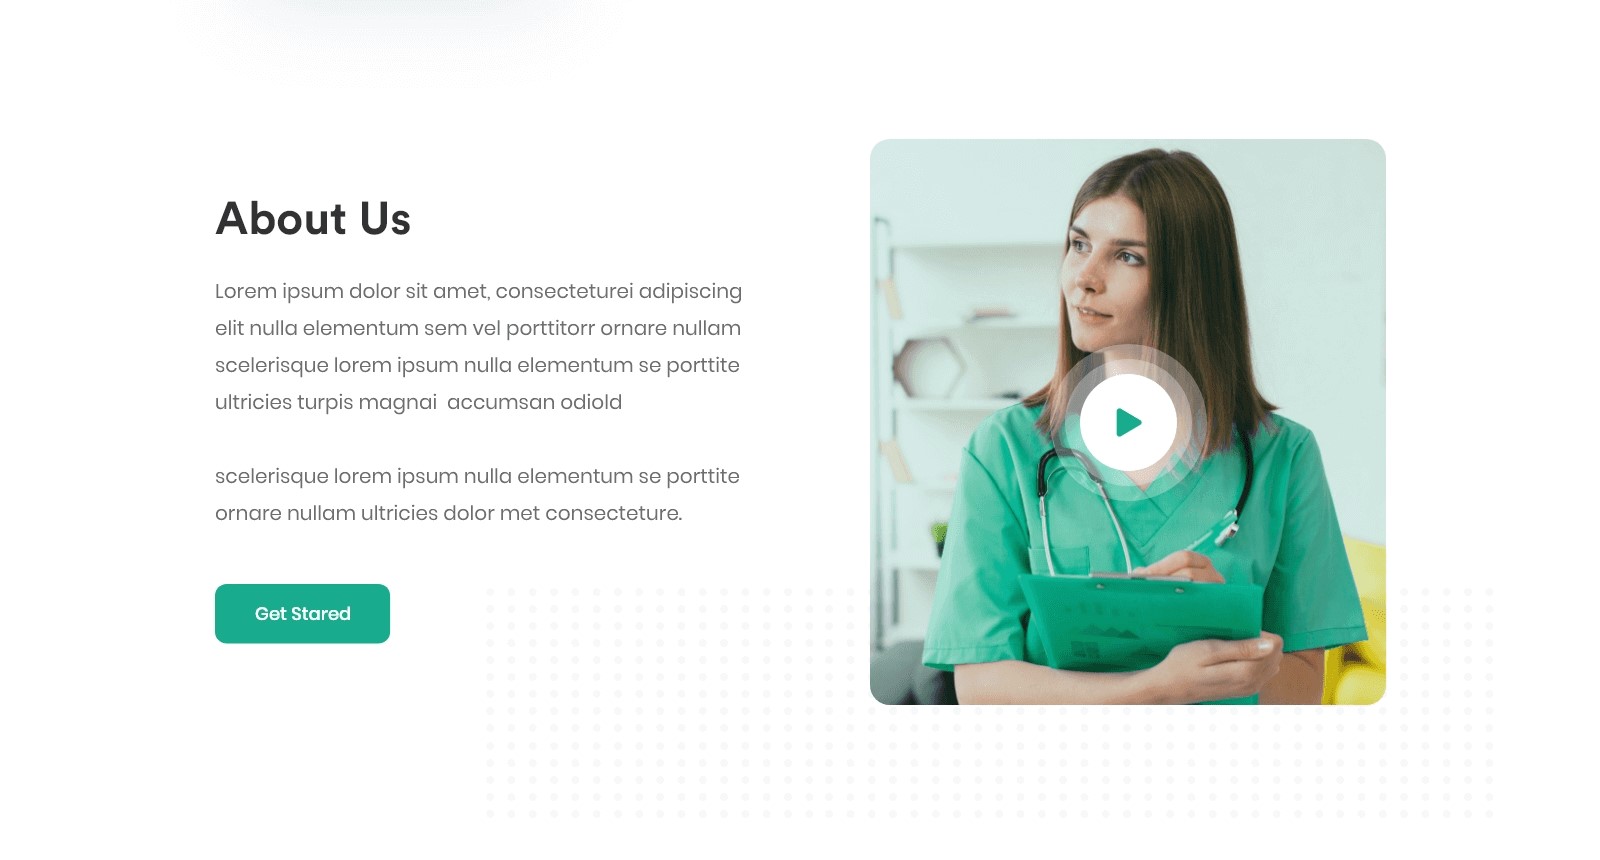 About Us
Lorem ipsum dolor sit amet, consecteturei adipiscing
elit nulla elementum sem vel porttitorr ornare nullam
scelerisque lorem ipsum nulla elementum se porttite
ultricies turpis magnai  accumsan odiold
scelerisque lorem ipsum nulla elementum se porttite
ornare nullam ultricies dolor met consecteture.
Get Stared